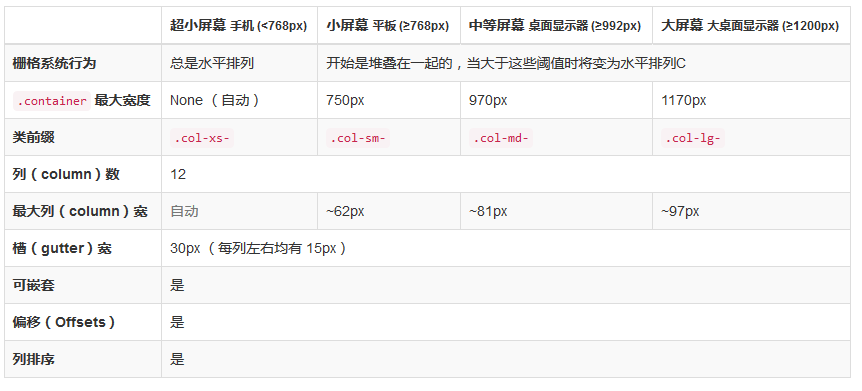 超小屏幕 手机 (<768px) 小屏幕 平板 (≥768px) 中等屏幕 桌面显示器 (≥992px) 大屏幕 大桌面显示器 (≥1200px)
栅格系统行为 总是水平排列 开始是堆叠在一起的，当大于这些阈值时将变为水平排列C
.container 最大宽度 None （自动） 750px 970px 1170px
类前缀 .col-xs- .col-sm- .col-md- .col-lg-
列（column）数 12
最大列（column）宽 自动 ~62px ~81px ~97px
槽（gutter）宽 30px （每列左右均有 15px）
可嵌套 是
偏移（Offsets） 是
列排序 是